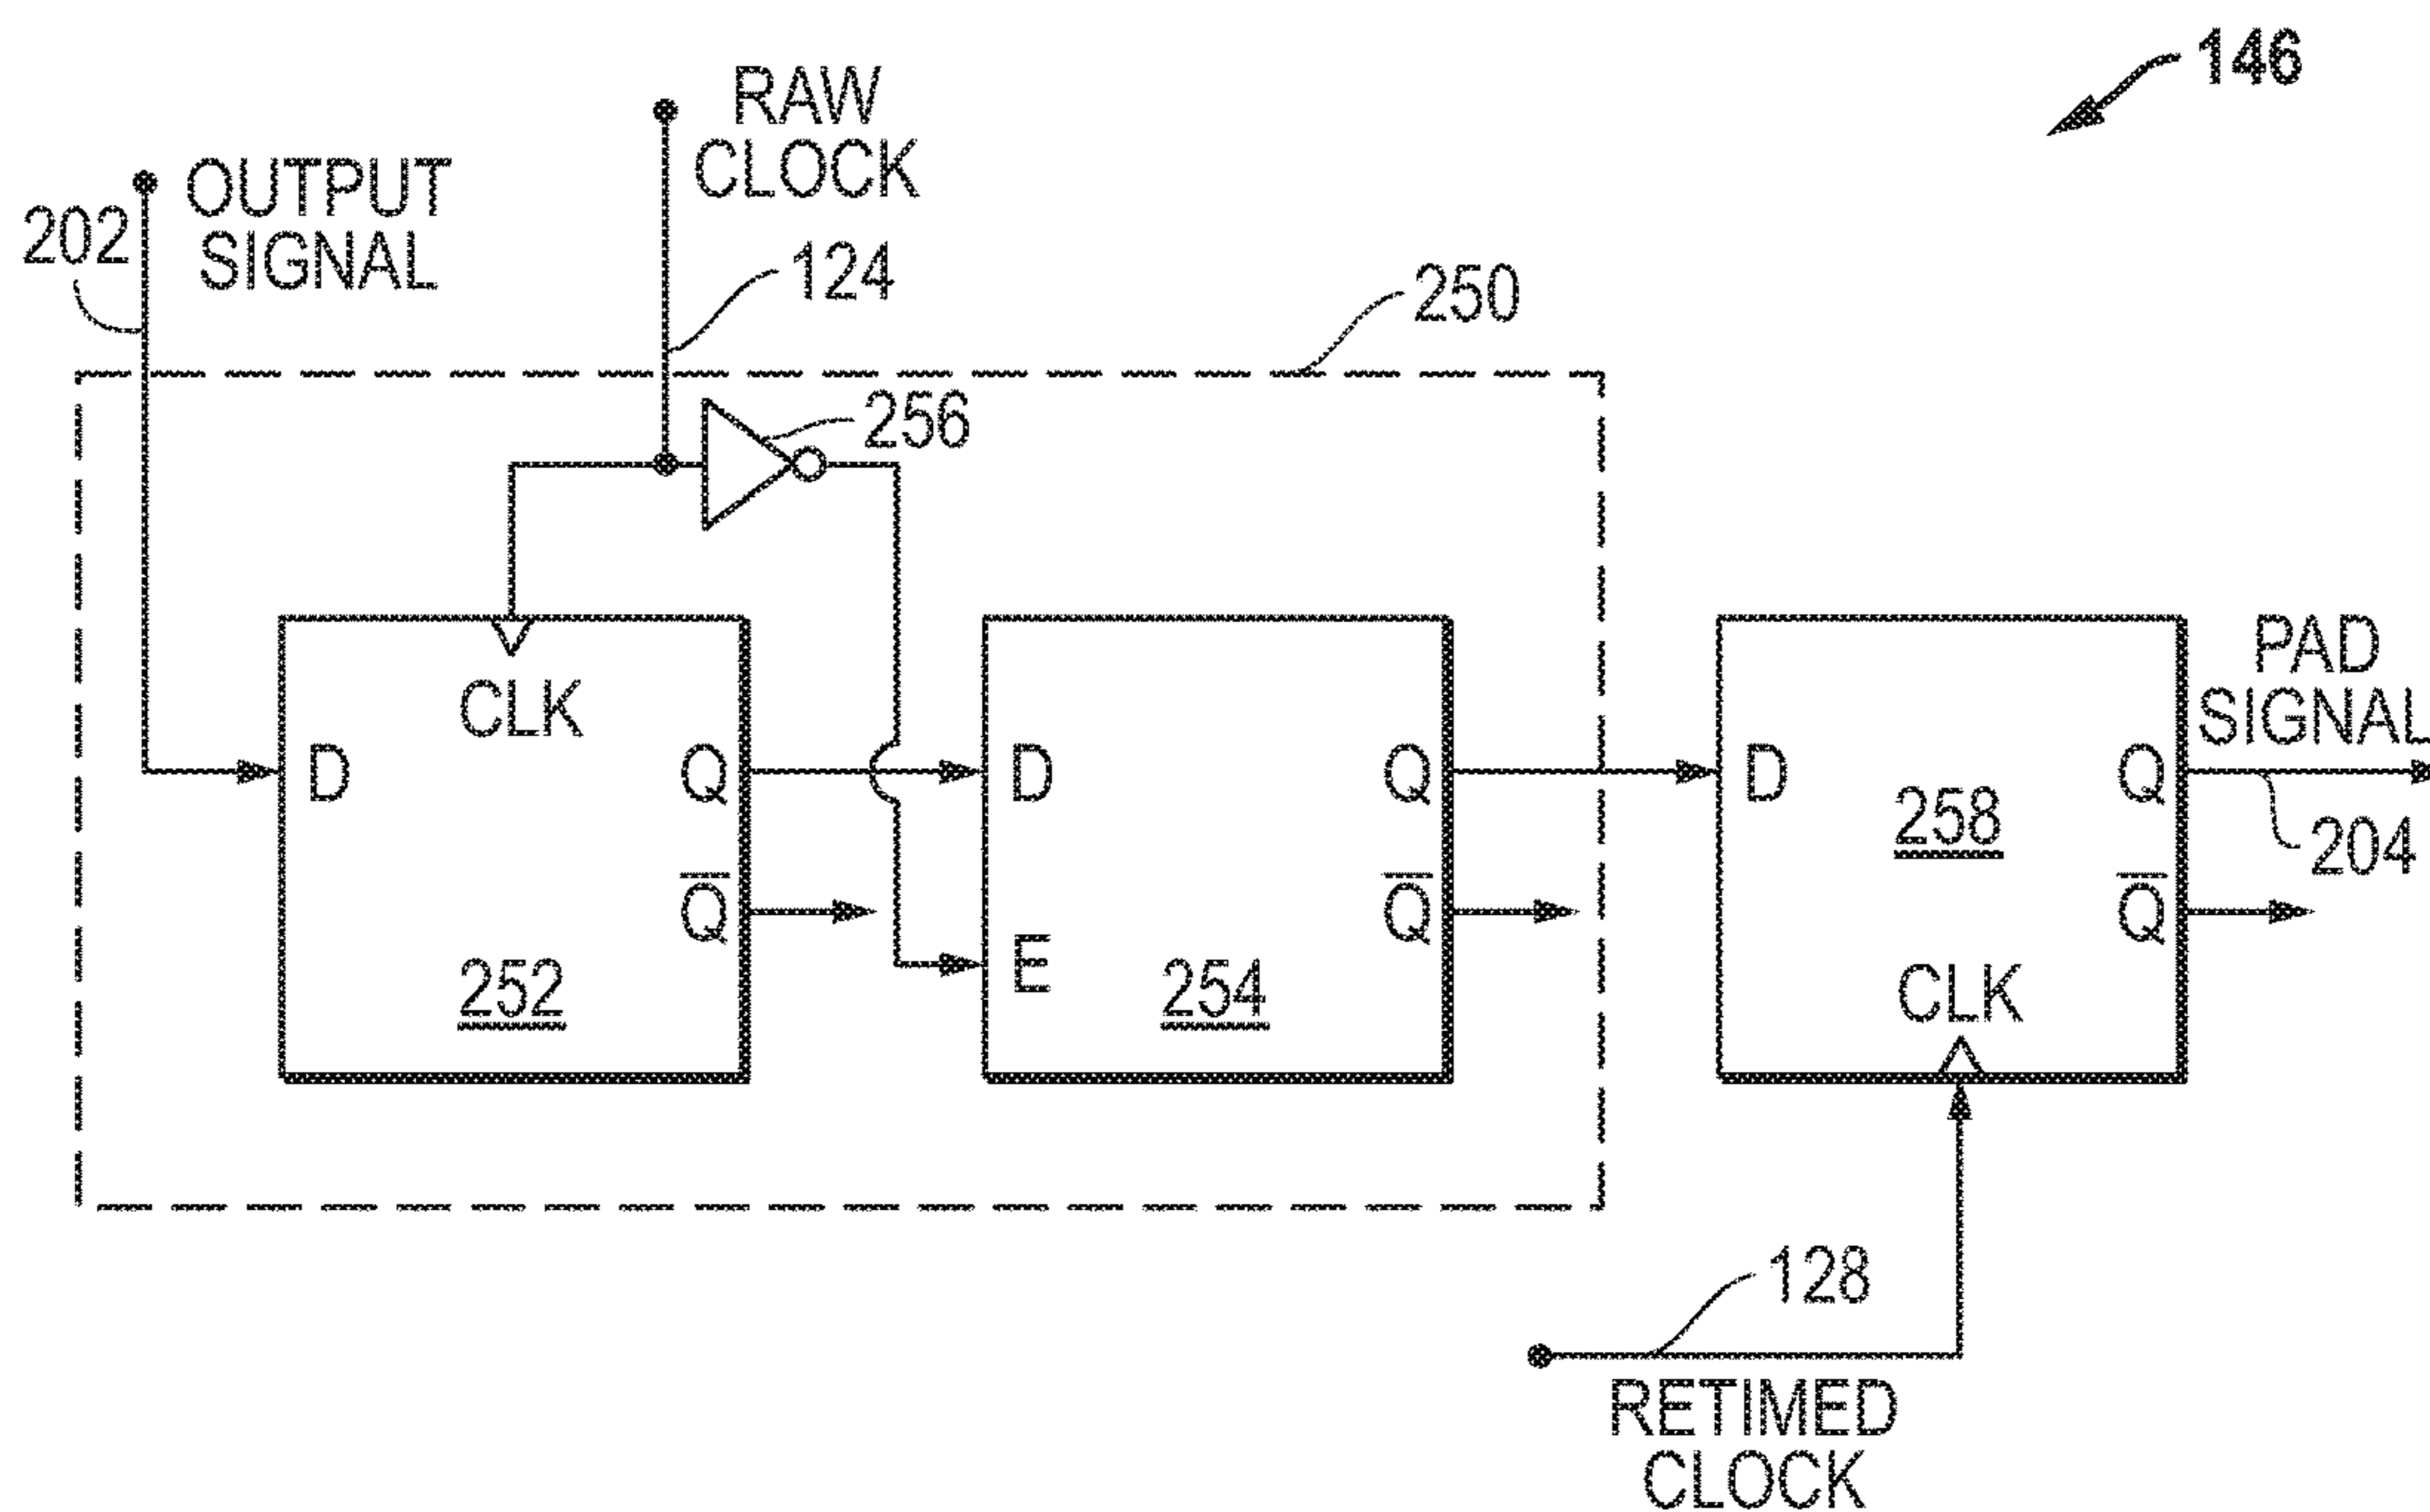 146
RAW
CLOCK
OUTPUT
SIGNAL
202
124
250
256
CLK
D
Q
Q̅
252
D
E
Q
Q̅
254
D
258
Q
Q̅
CLK
PAD
SIGNAL
204
128
RETIMED
CLOCK